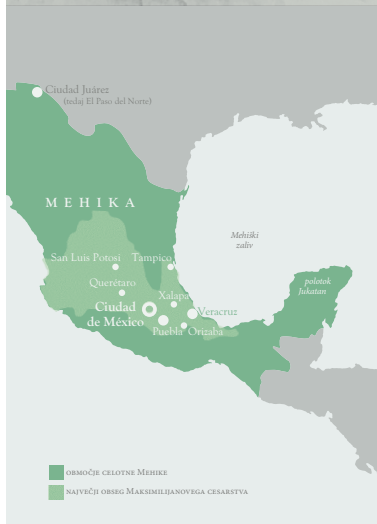 Ciudad Juárez
(tedaj El Paso del Norte)
MEHIKA
Mehiški
zaliv
San Luis Potosi
Tampico
polotok
Jukatan
Querétaro
Xalapa
Ciudad
de México
Veracruz
Puebla
Orizaba
OBMOČJE CELOTNE MEHIKE
NAJVEČJI OBSEG MAKSIMILIJANOVEGA CESARSTVA